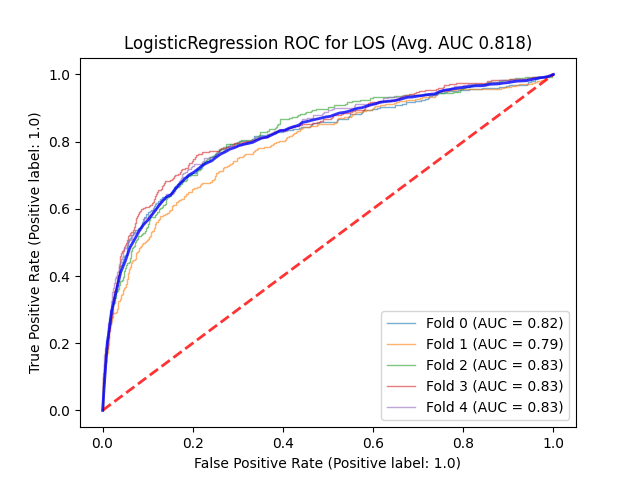 LogisticRegression ROC for LOS (Avg. AUC 0.818)
1.0
0.8
0.6
0.4
0.2
0.0
True Positive Rate (Positive label: 1.0)
Fold 0 (AUC = 0.82)
Fold 1 (AUC = 0.79)
Fold 2 (AUC = 0.83)
Fold 3 (AUC = 0.83)
Fold 4 (AUC = 0.83)
0.0 0.2 0.4 0.6 0.8 1.0
False Positive Rate (Positive label: 1.0)